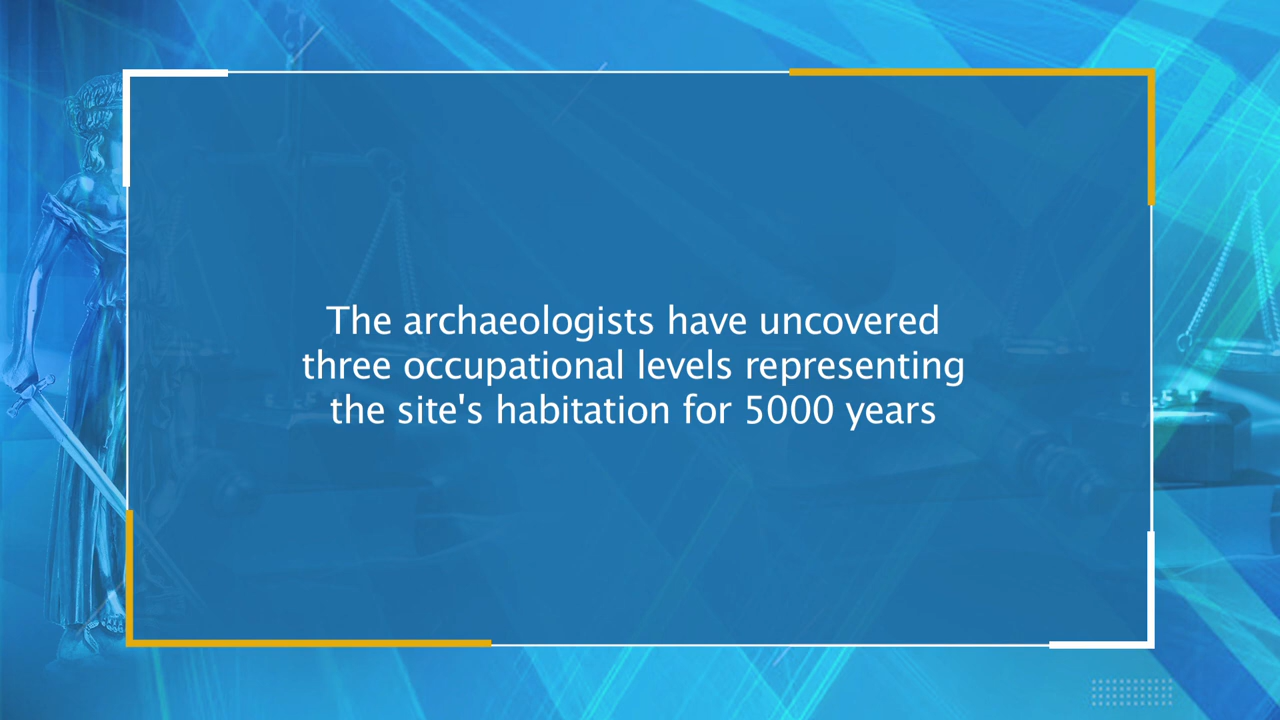 The archaeologists have uncovered
three occupational levels representing
the site's habitation for 5000 years